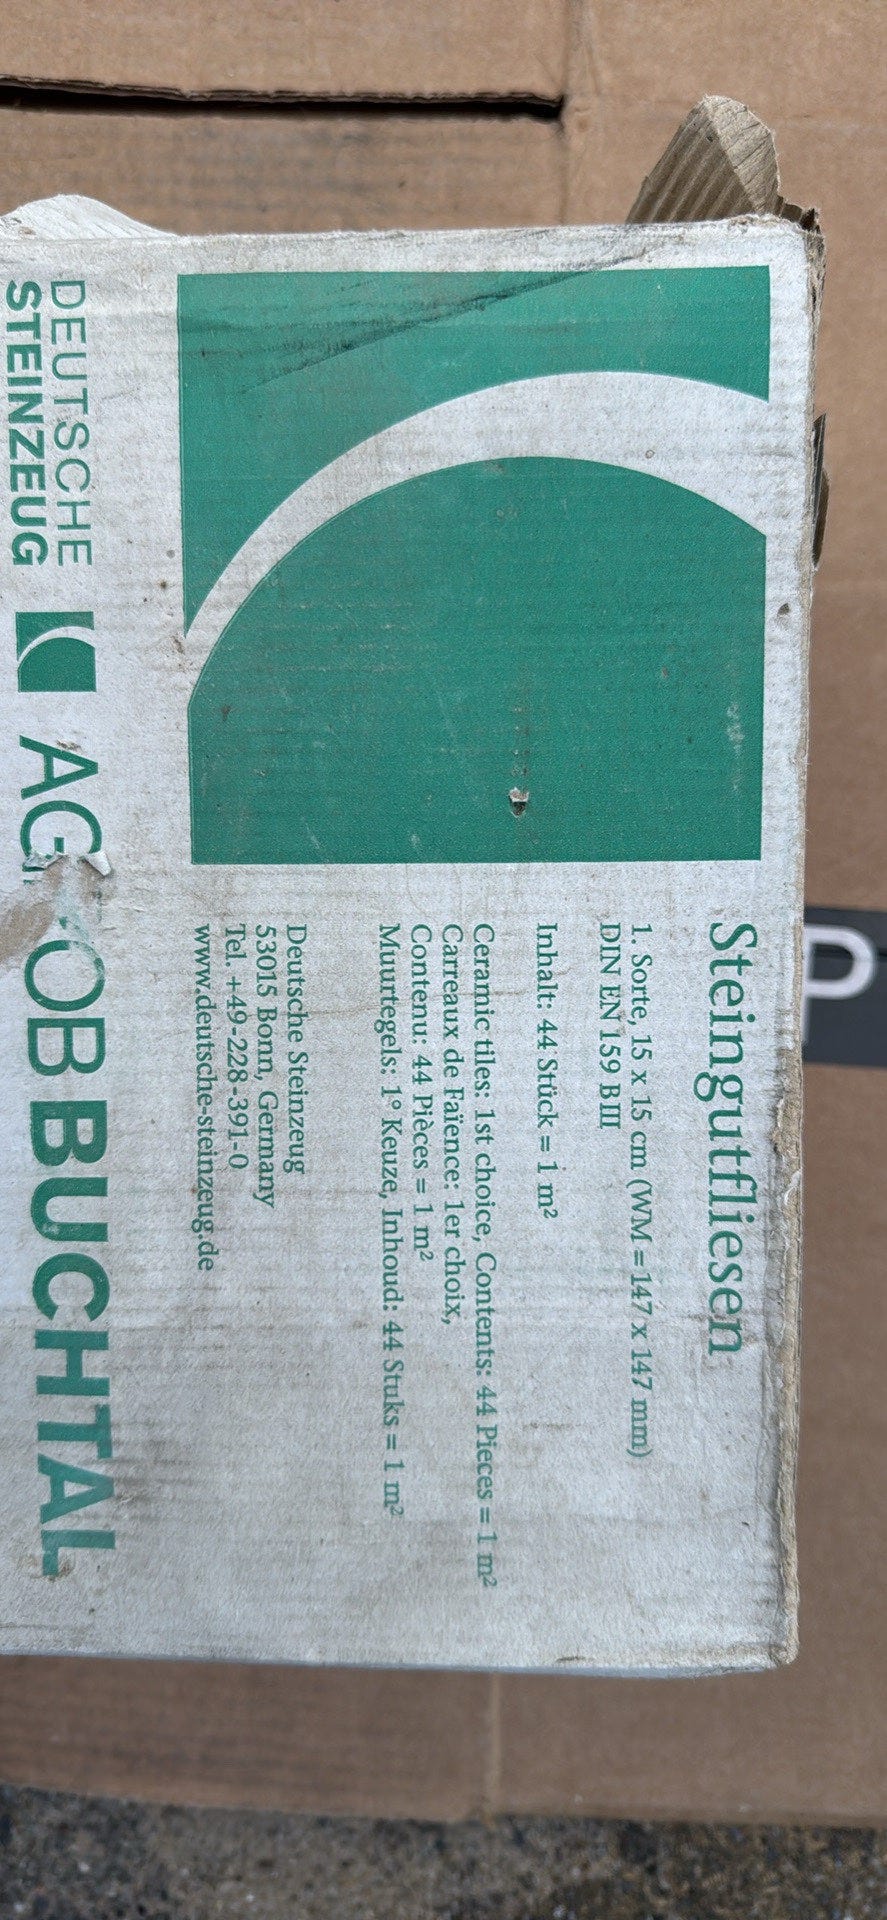 Steingutfliesen
1. Sorte, 15 x 15 cm (WM = 147 x 147 mm)
DIN EN 159 BIII
Inhalt: 44 Stück = 1 m²
Ceramic tiles: 1st choice, Contents: 44 Pieces = 1 m²
Carreaux de Faïence: 1er choix,
Contenu: 44 Pièces = 1 m²
Muurtegels: 1° Keuze, Inhoud: 44 Stuks = 1 m²
Deutsche Steinzeug
53015 Bonn, Germany
Tel. +49-228-391-0
www.deutsche-steinzeug.de
DEUTSCHE
STEINZEUG
BUCHTAL
P